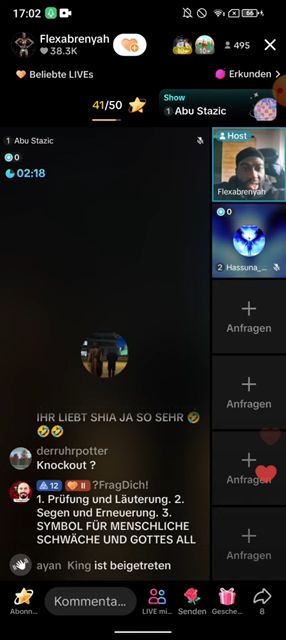 17:02
66
Flexabrenyah
38.3K
495
Beliebte LIVEs
Erkunden
41/50
Show
1 Abu Stazic
1 Abu Stazic
0
02:18
Host
Flexabrenyah
0
2 Hassuna_...
Anfragen
Anfragen
Anfragen
Anfragen
IHR LIEBT SHIA JA SO SEHR 🤣
🤣🤣
derruhrpotter
Knockout ?
12 II ?FragDich!
1. Prüfung und Läuterung. 2.
Segen und Erneuerung. 3.
SYMBOL FÜR MENSCHLICHE
SCHWÄCHE UND GOTTES ALL
ayan King ist beigetreten
Kommenta...
Abonn...
LIVE mi...
Senden
Gesche...
8